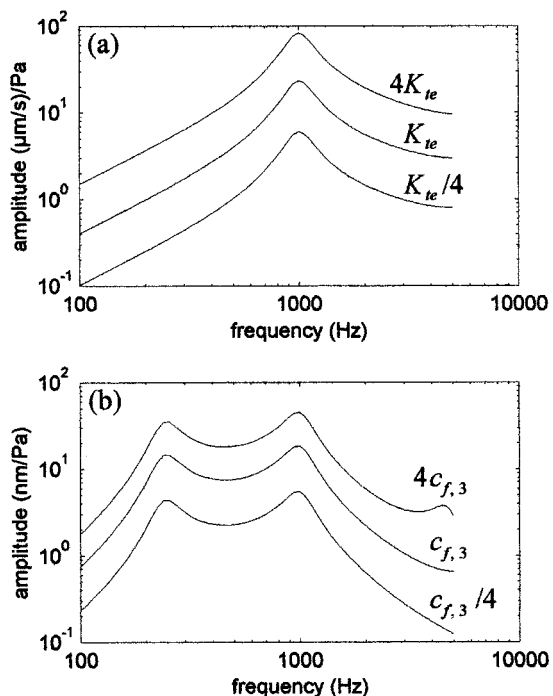 (a)
amplitude (μm/s)/Pa
10^2
10^1
10^0
10^-1
4K_te
K_te
K_te/4
100
1000
10000
frequency (Hz)
(b)
amplitude (nm/Pa)
10^2
10^1
10^0
10^-1
4c_f,3
c_f,3
c_f,3/4
100
1000
10000
frequency (Hz)